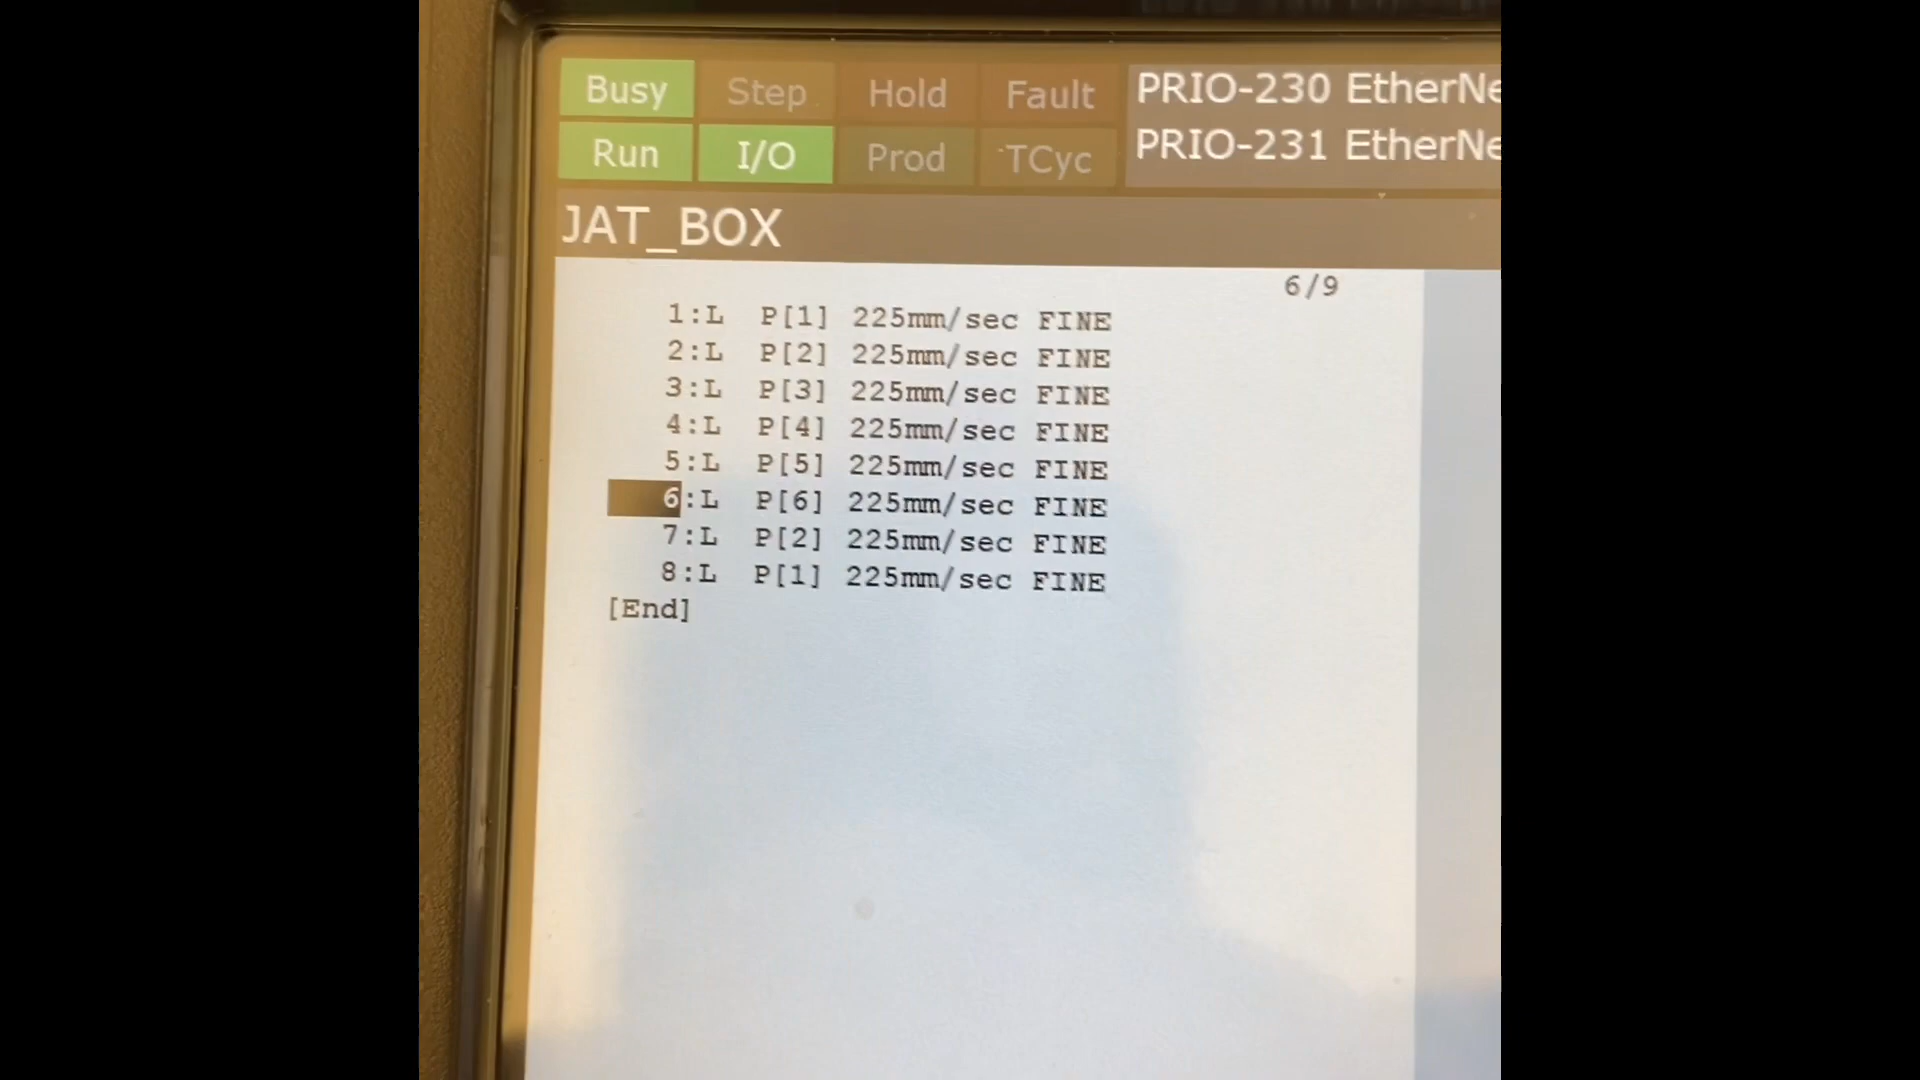 Busy Step Hold Fault PRIO-230 EtherNe
Run I/O Prod TCyc PRIO-231 EtherNe
JAT_BOX
6/9
1:L P[1] 225mm/sec FINE
2:L P[2] 225mm/sec FINE
3:L P[3] 225mm/sec FINE
4:L P[4] 225mm/sec FINE
5:L P[5] 225mm/sec FINE
6:L P[6] 225mm/sec FINE
7:L P[2] 225mm/sec FINE
8:L P[1] 225mm/sec FINE
[End]